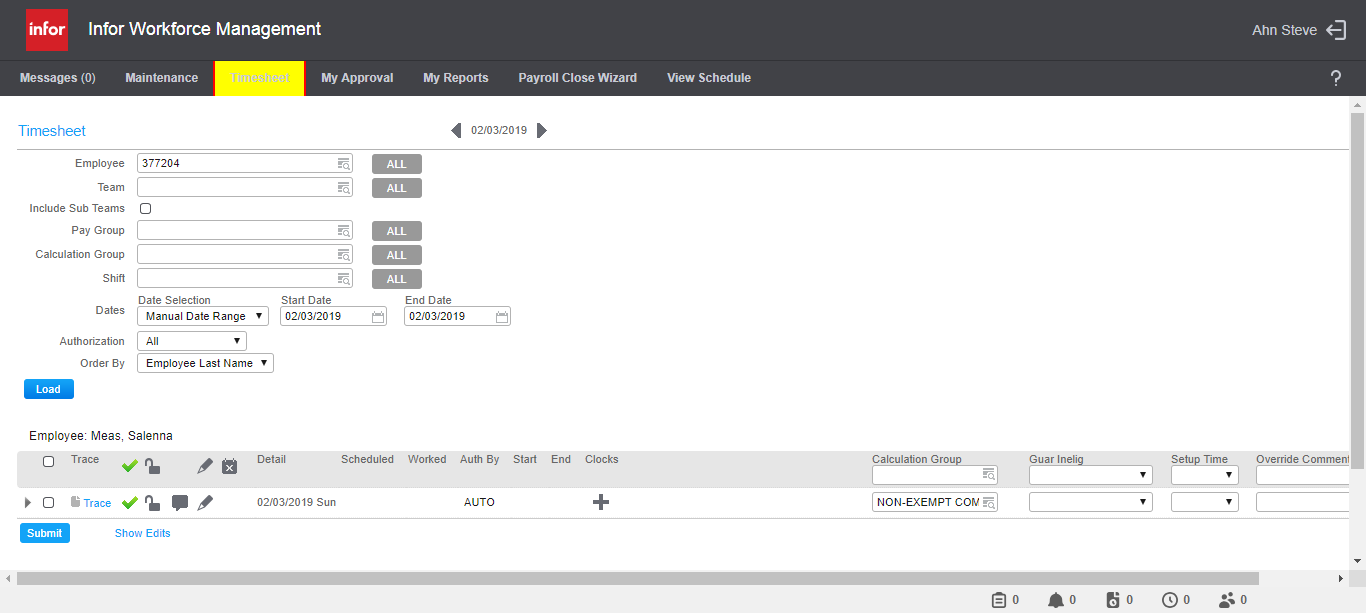 infor Infor Workforce Management Ahn Steve
Messages (0) Maintenance Timesheet My Approval My Reports Payroll Close Wizard View Schedule ?
Timesheet 02/03/2019
Employee 377204 ALL
Team ALL
Include Sub Teams
Pay Group ALL
Calculation Group ALL
Shift ALL
Date Selection Start Date End Date
Dates Manual Date Range 02/03/2019 02/03/2019
Authorization All
Order By Employee Last Name
Load
Employee: Meas, Salenna
Trace Detail Scheduled Worked Auth By Start End Clocks Calculation Group Guar Inelig Setup Time Override Comment
Trace 02/03/2019 Sun AUTO NON-EXEMPT COM
Submit Show Edits
0 0 0 0 0